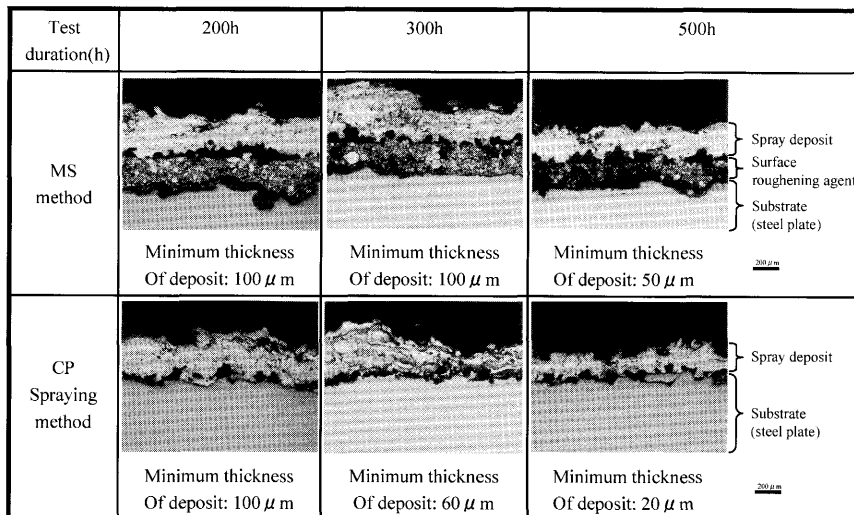 Test
duration(h)
200h
300h
500h
MS
method
Spray deposit
Surface
roughening agent
Substrate
(steel plate)
Minimum thickness
Of deposit: 100 μ m
Minimum thickness
Of deposit: 100 μ m
Minimum thickness
Of deposit: 50 μ m
200 μ m
CP
Spraying
method
Spray deposit
Substrate
(steel plate)
Minimum thickness
Of deposit: 100 μ m
Minimum thickness
Of deposit: 60 μ m
Minimum thickness
Of deposit: 20 μ m
200 μ m